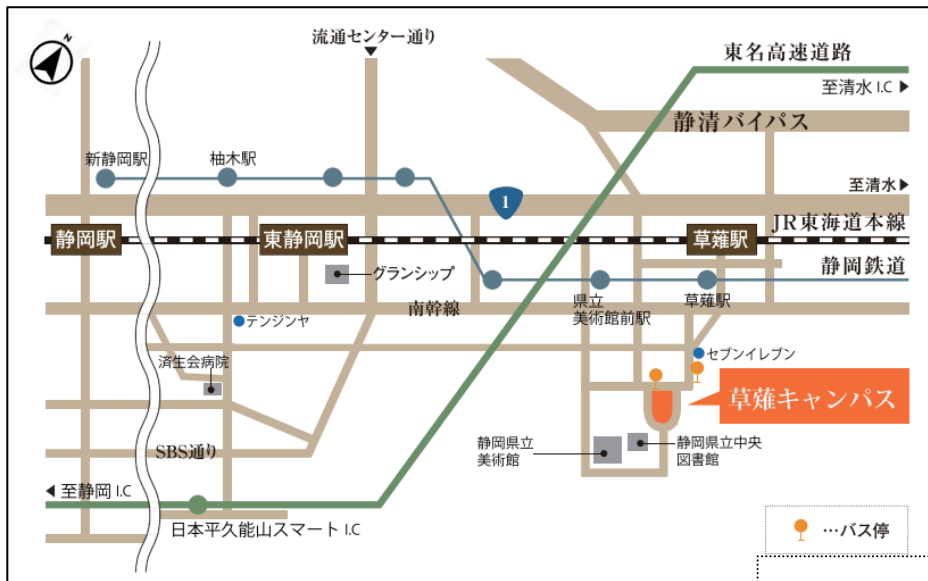 N
流通センター通り
東名高速道路
至清水 I.C
静清バイパス
新静岡駅
柚木駅
至清水
1
JR東海道本線
静岡駅
東静岡駅
草薙駅
グランシップ
静岡鉄道
南幹線
県立
美術館前駅
草薙駅
テンジンヤ
セブンイレブン
済生会病院
草薙キャンパス
SBS通り
静岡県立
美術館
静岡県立中央
図書館
至静岡 I.C
日本平久能山スマート I.C
…バス停